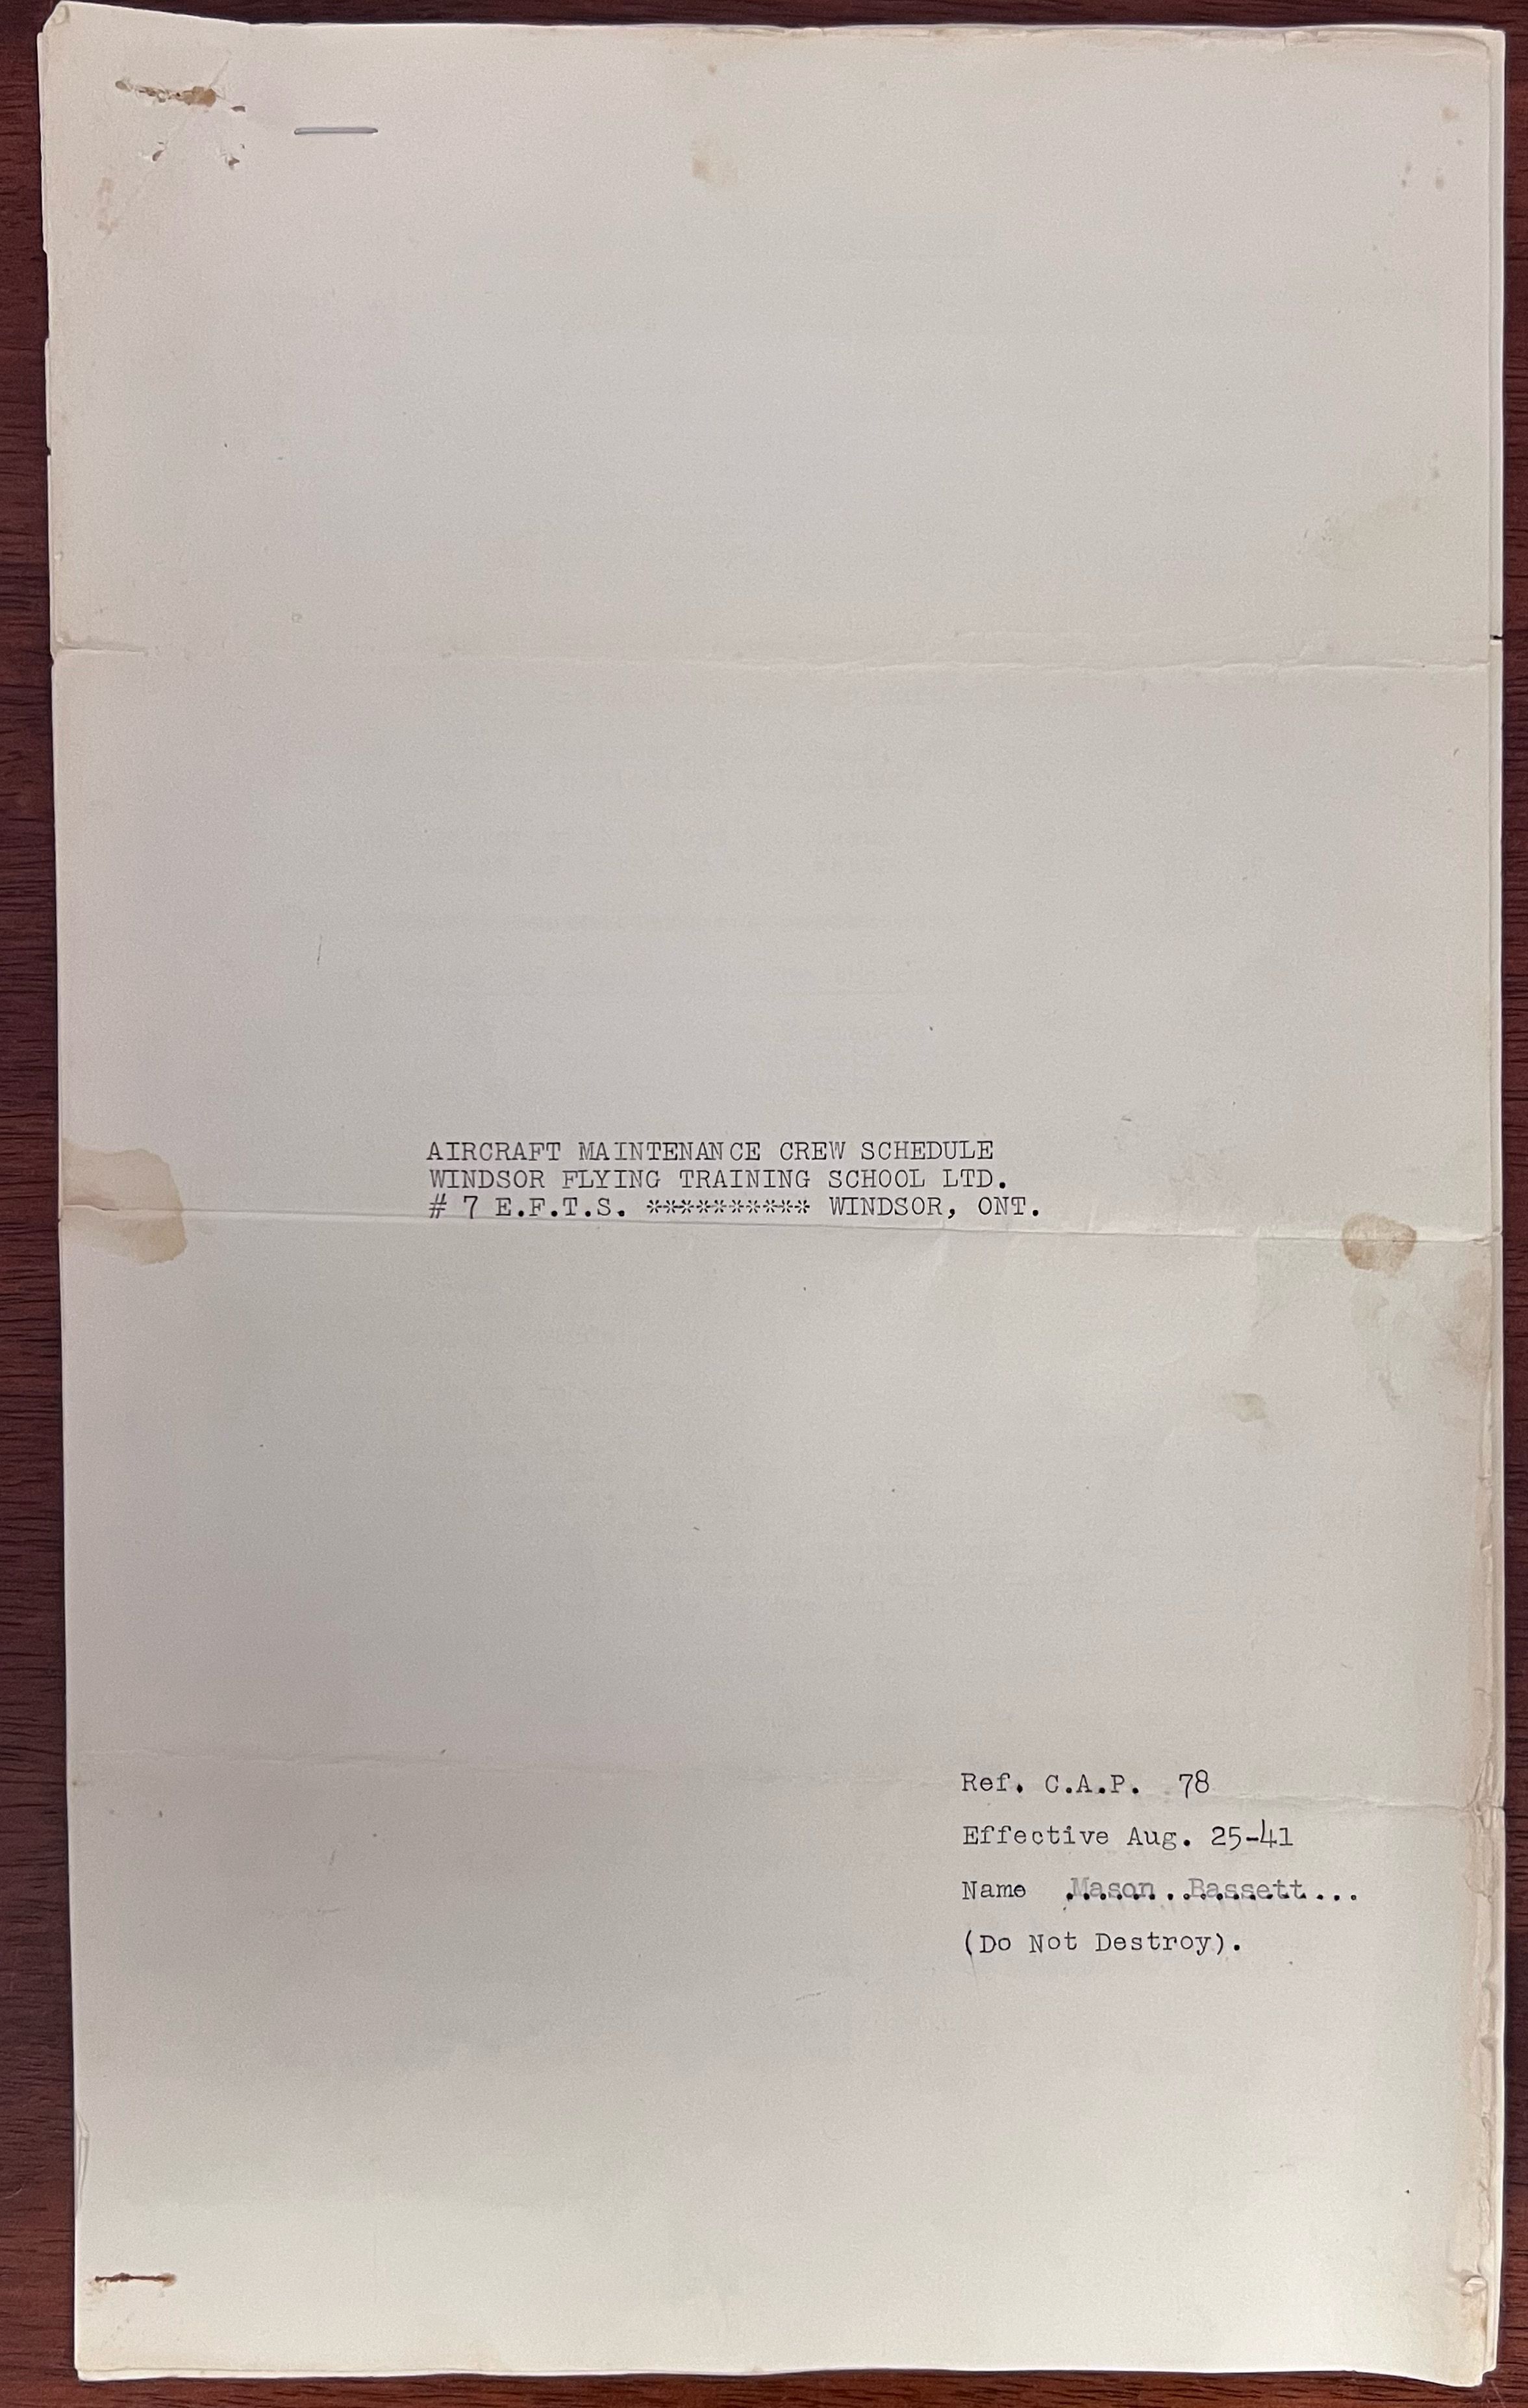 AIRCRAFT MAINTENANCE CREW SCHEDULE
WINDSOR FLYING TRAINING SCHOOL LTD.
# 7 E.F.T.S. ********** WINDSOR, ONT.
Ref. C.A.P. 78
Effective Aug. 25-41
Name .Mason..Bassett...
(Do Not Destroy).